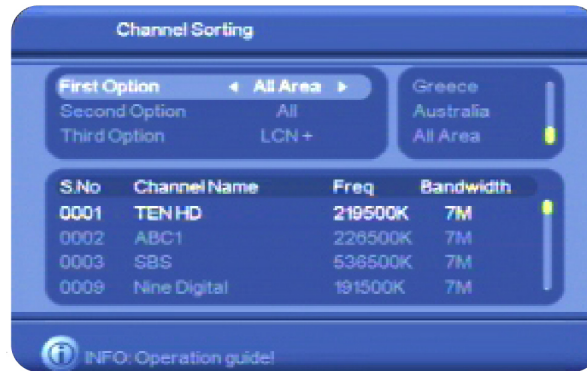 Channel Sorting
First Option All Area
Second Option All
Third Option LCN +
Greece
Australia
All Area
S.No Channel Name Freq Bandwidth
0001 TEN HD 219500K 7M
0002 ABC1 226500K 7M
0003 SBS 536500K 7M
0009 Nine Digital 191500K 7M
INFO: Operation guide!